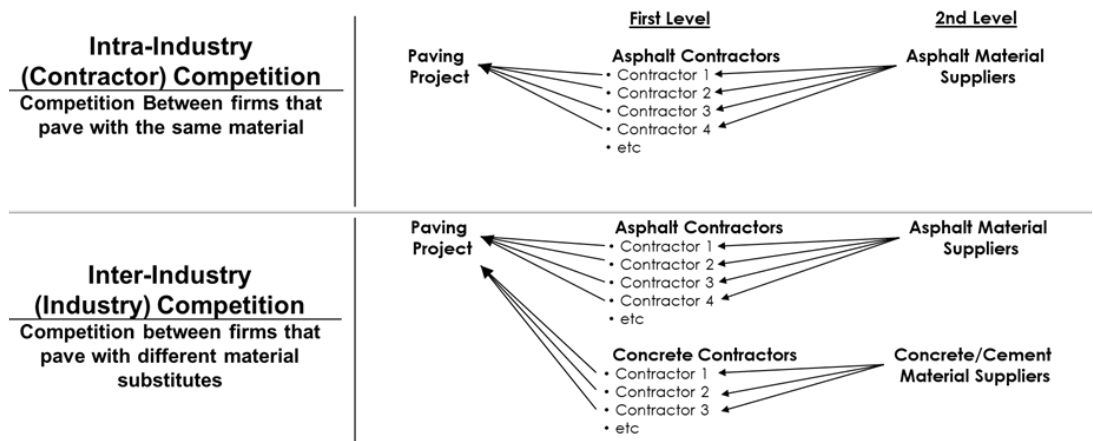 Intra-Industry
(Contractor) Competition
Competition Between firms that
pave with the same material
First Level
2nd Level
Paving
Project
Asphalt Contractors
• Contractor 1
• Contractor 2
• Contractor 3
• Contractor 4
• etc
Asphalt Material
Suppliers
Inter-Industry
(Industry) Competition
Competition between firms that
pave with different material
substitutes
Paving
Project
Asphalt Contractors
• Contractor 1
• Contractor 2
• Contractor 3
• Contractor 4
• etc
Asphalt Material
Suppliers
Concrete Contractors
• Contractor 1
• Contractor 2
• Contractor 3
• etc
Concrete/Cement
Material Suppliers